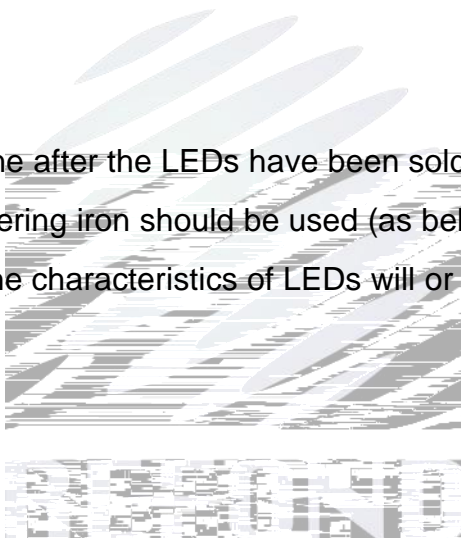 ne after the LEDs have been sold
ering iron should be used (as bel
ne characteristics of LEDs will or